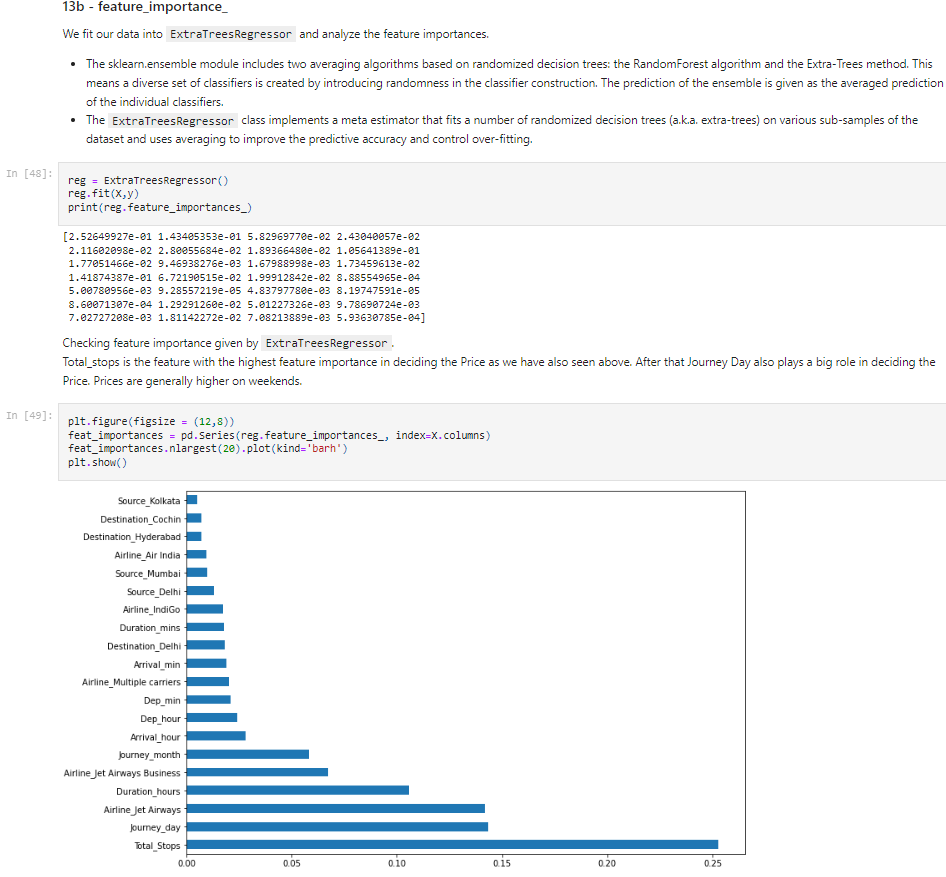 13b - feature_importance_
We fit our data into ExtraTreesRegressor and analyze the feature importances.
• The sklearn.ensemble module includes two averaging algorithms based on randomized decision trees: the RandomForest algorithm and the Extra-Trees method. This
means a diverse set of classifiers is created by introducing randomness in the classifier construction. The prediction of the ensemble is given as the averaged prediction
of the individual classifiers.
• The ExtraTreesRegressor class implements a meta estimator that fits a number of randomized decision trees (a.k.a. extra-trees) on various sub-samples of the
dataset and uses averaging to improve the predictive accuracy and control over-fitting.
In [48]:
reg = ExtraTreesRegressor()
reg.fit(X,y)
print(reg.feature_importances_)
[2.52649927e-01 1.43405353e-01 5.82969770e-02 2.43040057e-02
2.11602098e-02 2.80055684e-02 1.89366480e-02 1.05641389e-01
1.77051466e-02 9.46938276e-03 1.67988998e-03 1.73459613e-02
1.41874387e-01 6.72190515e-02 1.99912842e-02 8.88554965e-04
5.00780956e-03 9.28557219e-05 4.83797780e-03 8.19747591e-05
8.60071307e-04 1.29291260e-02 5.01227326e-03 9.78690724e-03
7.02727208e-03 1.81142272e-02 7.08213889e-03 5.93630785e-04]
Checking feature importance given by ExtraTreesRegressor .
Total_stops is the feature with the highest feature importance in deciding the Price as we have also seen above. After that Journey Day also plays a big role in deciding the
Price. Prices are generally higher on weekends.
In [49]:
plt.figure(figsize = (12,8))
feat_importances = pd.Series(reg.feature_importances_, index=X.columns)
feat_importances.nlargest(20).plot(kind='barh')
plt.show()
Source_Kolkata
Destination_Cochin
Destination_Hyderabad
Airline_Air India
Source_Mumbai
Source_Delhi
Airline_IndiGo
Duration_mins
Destination_Delhi
Arrival_min
Airline_Multiple carriers
Dep_min
Dep_hour
Arrival_hour
Journey_month
Airline_Jet Airways Business
Duration_hours
Airline_Jet Airways
Journey_day
Total_Stops
0.00 0.05 0.10 0.15 0.20 0.25